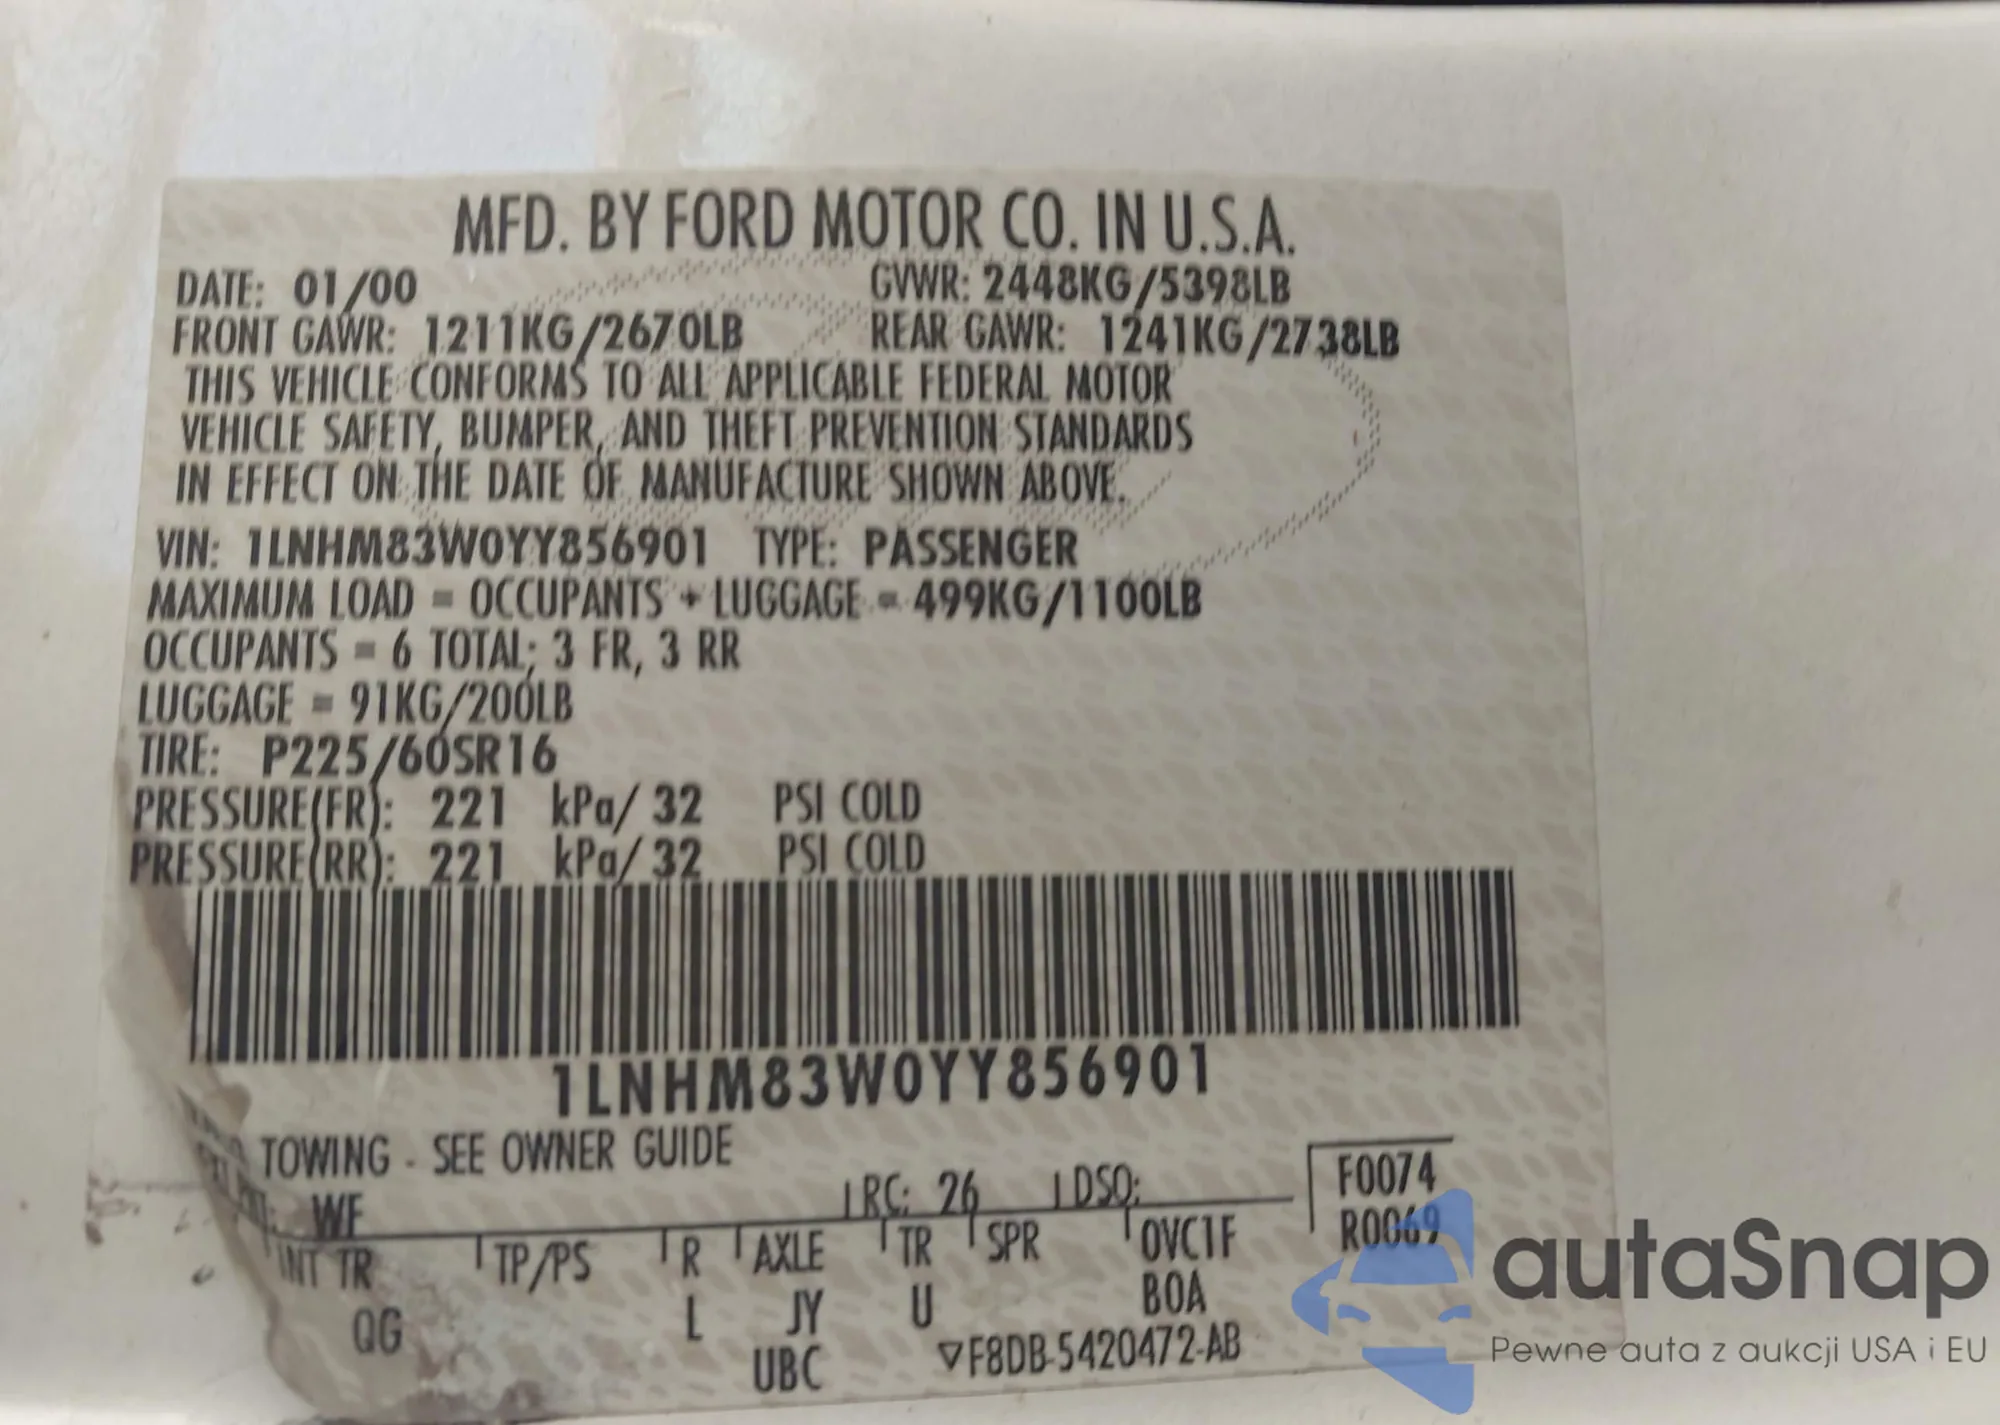 MFD. BY FORD MOTOR CO. IN U.S.A.
DATE: 01/00 GVWR: 2448KG/5398LB
FRONT GAWR: 1211KG/2670LB REAR GAWR: 1241KG/2738LB
THIS VEHICLE CONFORMS TO ALL APPLICABLE FEDERAL MOTOR
VEHICLE SAFETY, BUMPER, AND THEFT PREVENTION STANDARDS
IN EFFECT ON THE DATE OF MANUFACTURE SHOWN ABOVE.
VIN: 1LNHM83W0YY856901 TYPE: PASSENGER
MAXIMUM LOAD = OCCUPANTS + LUGGAGE = 499KG/1100LB
OCCUPANTS = 6 TOTAL; 3 FR, 3 RR
LUGGAGE = 91KG/200LB
TIRE: P225/60SR16
PRESSURE(FR): 221 kPa/ 32 PSI COLD
PRESSURE(RR): 221 kPa/ 32 PSI COLD
1LNHM83W0YY856901
TOWING - SEE OWNER GUIDE
WF RC: 26 DSO: F0074
R0069
INT TR TP/PS R AXLE TR SPR OVC1F
QG L JY U BOA
UBC ▽F8DB-5420472-AB
autaSnap
Pewne auta z aukcji USA i EU